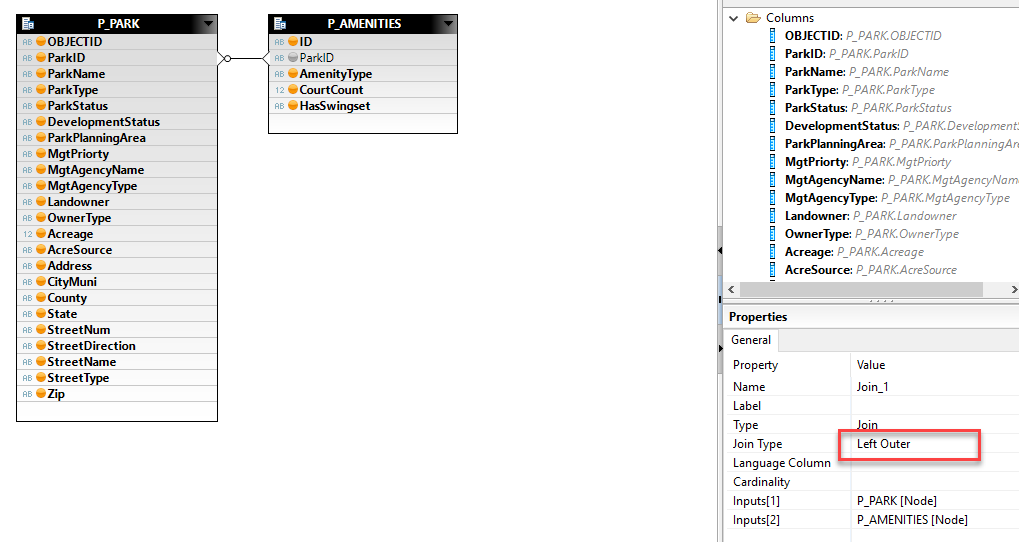 P_PARK
AB OBJECTID
AB ParkID
AB ParkName
AB ParkType
AB ParkStatus
AB DevelopmentStatus
AB ParkPlanningArea
AB MgtPriorty
AB MgtAgencyName
AB MgtAgencyType
AB Landowner
AB OwnerType
12 Acreage
AB AcreSource
AB Address
AB CityMuni
AB County
AB State
AB StreetNum
AB StreetDirection
AB StreetName
AB StreetType
AB Zip
P_AMENITIES
AB ID
AB ParkID
AB AmenityType
12 CourtCount
AB HasSwingset
Columns
OBJECTID: P_PARK.OBJECTID
ParkID: P_PARK.ParkID
ParkName: P_PARK.ParkName
ParkType: P_PARK.ParkType
ParkStatus: P_PARK.ParkStatus
DevelopmentStatus: P_PARK.DevelopmentS
ParkPlanningArea: P_PARK.ParkPlanningAre
MgtPriorty: P_PARK.MgtPriorty
MgtAgencyName: P_PARK.MgtAgencyName
MgtAgencyType: P_PARK.MgtAgencyType
Landowner: P_PARK.Landowner
OwnerType: P_PARK.OwnerType
Acreage: P_PARK.Acreage
AcreSource: P_PARK.AcreSource
Properties
General
Property Value
Name Join_1
Label
Type Join
Join Type Left Outer
Language Column
Cardinality
Inputs[1] P_PARK [Node]
Inputs[2] P_AMENITIES [Node]